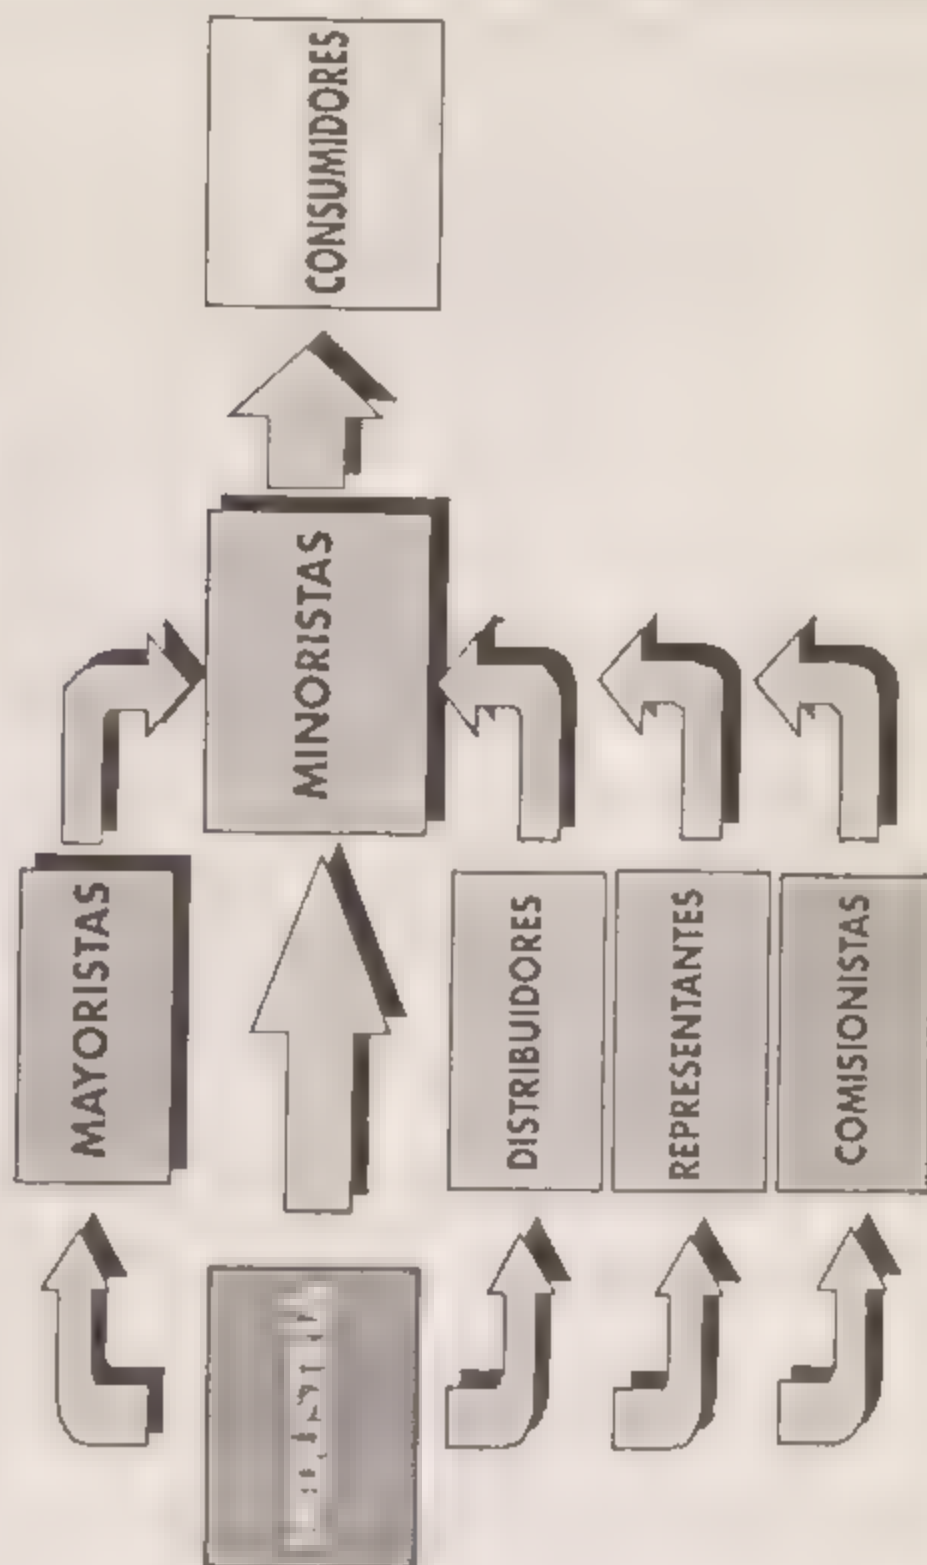 MAYORISTAS
MINORISTAS
CONSUMIDORES
DISTRIBUIDORES
REPRESENTANTES
COMISIONISTAS